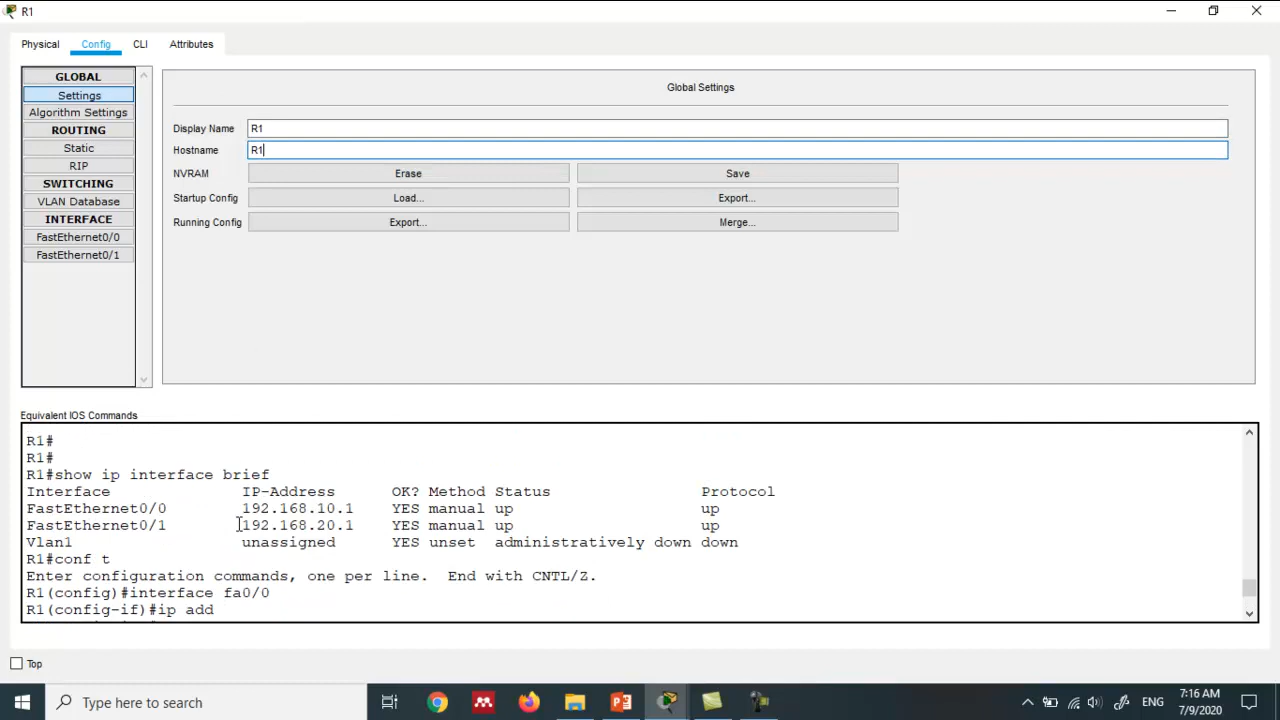 R1
Physical Config CLI Attributes
GLOBAL
Settings
Algorithm Settings
ROUTING
Static
RIP
SWITCHING
VLAN Database
INTERFACE
FastEthernet0/0
FastEthernet0/1
Global Settings
Display Name R1
Hostname R1
NVRAM Erase Save
Startup Config Load... Export...
Running Config Export... Merge...
Equivalent IOS Commands
R1#
R1#
R1#show ip interface brief
Interface IP-Address OK? Method Status Protocol
FastEthernet0/0 192.168.10.1 YES manual up up
FastEthernet0/1 192.168.20.1 YES manual up up
Vlan1 unassigned YES unset administratively down down
R1#conf t
Enter configuration commands, one per line. End with CNTL/Z.
R1(config)#interface fa0/0
R1(config-if)#ip add
Top
Type here to search
ENG
7:16 AM
7/9/2020